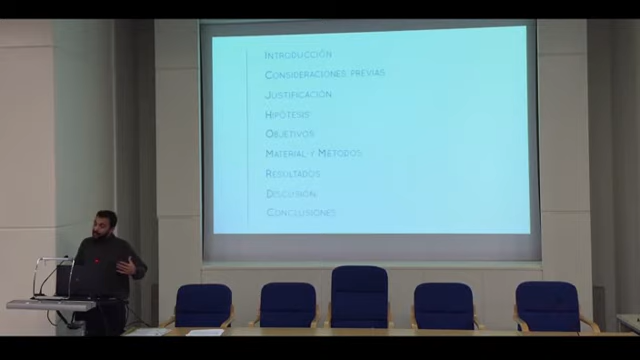 Introducción
Consideraciones previas
Justificación
Hipótesis
Objetivos
Material y Métodos
Resultados
Discusión
Conclusiones